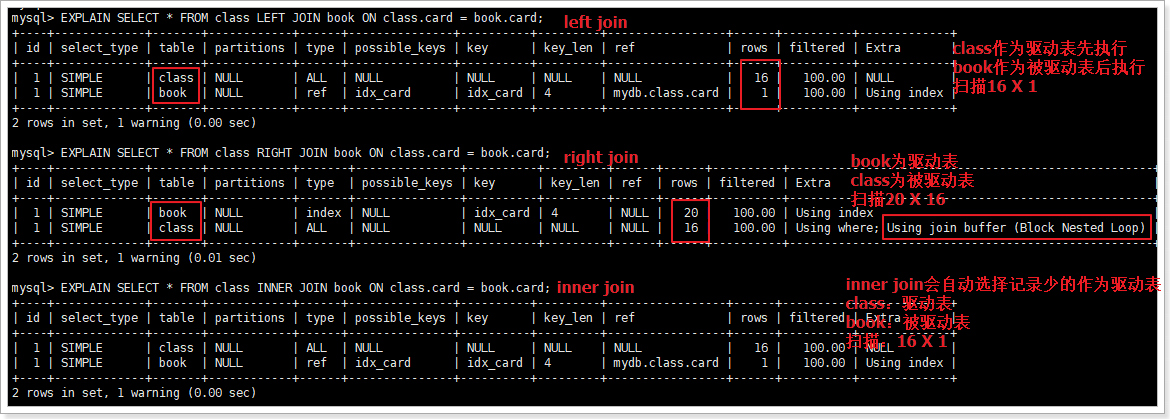 mysql> EXPLAIN SELECT * FROM class LEFT JOIN book ON class.card = book.card;
left join
| id | select_type | table | partitions | type | possible_keys | key | key_len | ref | rows | filtered | Extra |
| 1 | SIMPLE | class | NULL | ALL | NULL | NULL | NULL | NULL | 16 | 100.00 | NULL |
| 1 | SIMPLE | book | NULL | ref | idx_card | idx_card | 4 | mydb.class.card | 1 | 100.00 | Using index |
class作为驱动表先执行
book作为被驱动表后执行
扫描16 X 1
2 rows in set, 1 warning (0.00 sec)
mysql> EXPLAIN SELECT * FROM class RIGHT JOIN book ON class.card = book.card;
right join
book为驱动表
class为被驱动表
扫描20 X 16
| id | select_type | table | partitions | type | possible_keys | key | key_len | ref | rows | filtered | Extra |
| 1 | SIMPLE | book | NULL | index | NULL | idx_card | 4 | NULL | 20 | 100.00 | Using index
| 1 | SIMPLE | class | NULL | ALL | NULL | NULL | NULL | NULL | 16 | 100.00 | Using where; Using join buffer (Block Nested Loop) |
2 rows in set, 1 warning (0.01 sec)
mysql> EXPLAIN SELECT * FROM class INNER JOIN book ON class.card = book.card;
inner join
inner join会自动选择记录少的作为驱动表
class：驱动表
book：被驱动表
扫描：16 X 1
| id | select_type | table | partitions | type | possible_keys | key | key_len | ref | rows | filtered | Extra |
| 1 | SIMPLE | class | NULL | ALL | NULL | NULL | NULL | NULL | 16 | 100.00 | NULL |
| 1 | SIMPLE | book | NULL | ref | idx_card | idx_card | 4 | mydb.class.card | 1 | 100.00 | Using index |
2 rows in set, 1 warning (0.00 sec)